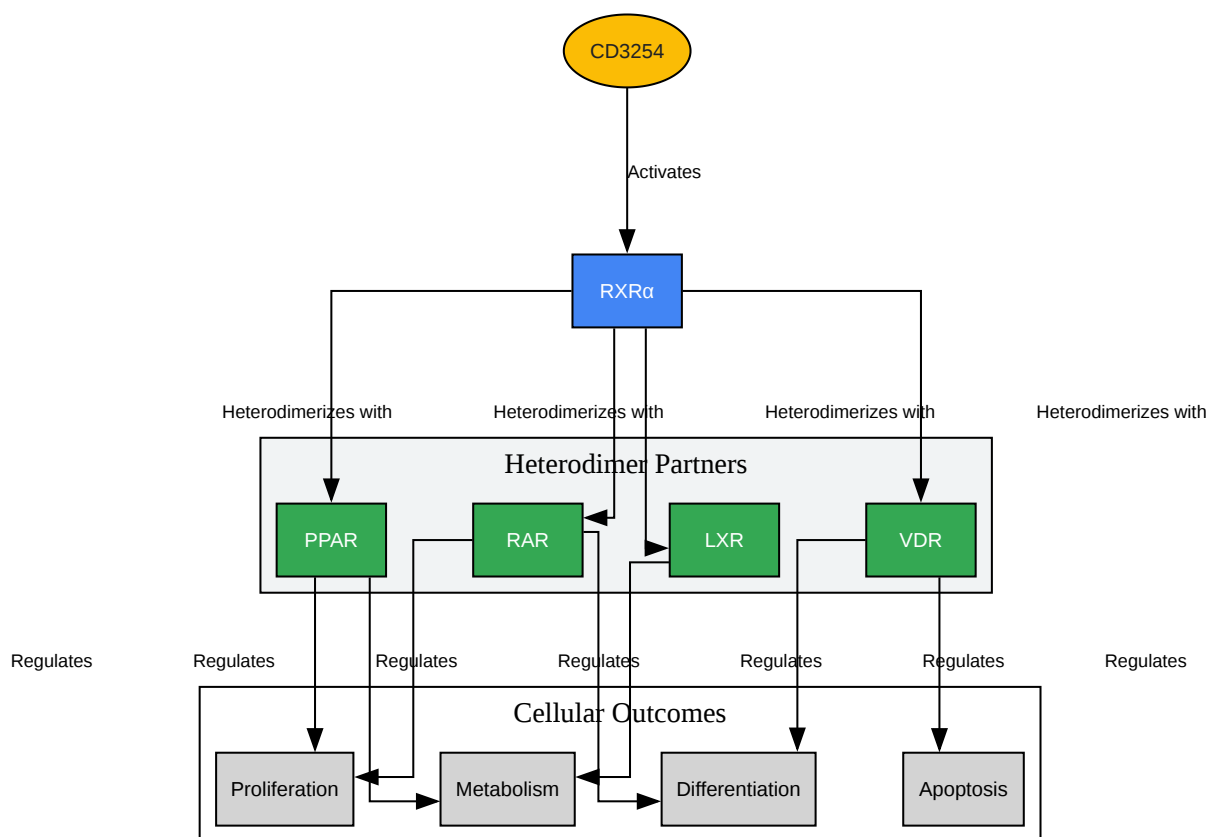 CD3254
Activates
RXRα
Heterodimerizes with
Heterodimerizes with
Heterodimerizes with
Heterodimerizes with
Heterodimer Partners
PPAR
RAR
LXR
VDR
Regulates
Regulates
Regulates
Regulates
Regulates
Regulates
Regulates
Cellular Outcomes
Proliferation
Metabolism
Differentiation
Apoptosis